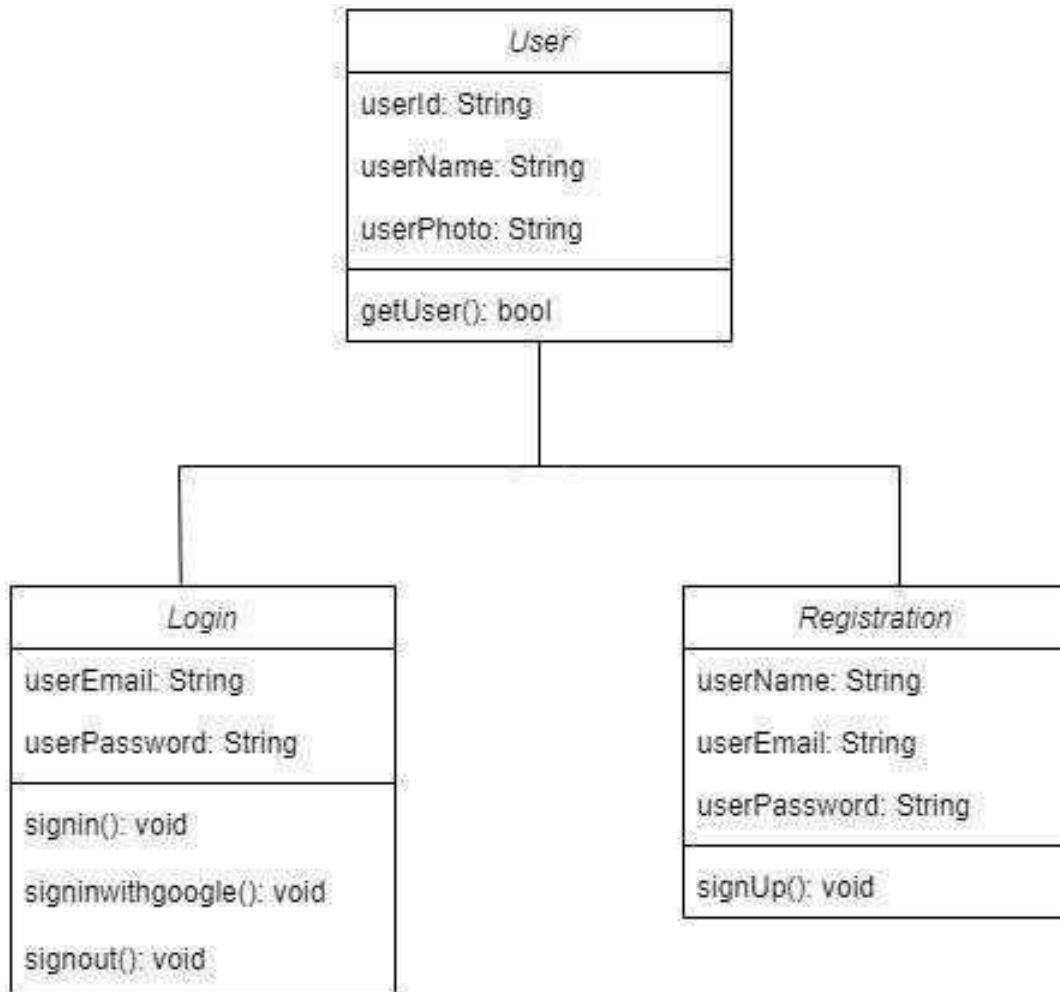 User
userId: String
userName: String
userPhoto: String
getUser(): bool
Login
userEmail: String
userPassword: String
signin(): void
signinwithgoogle(): void
signout(): void
Registration
userName: String
userEmail: String
userPassword: String
signUp(): void